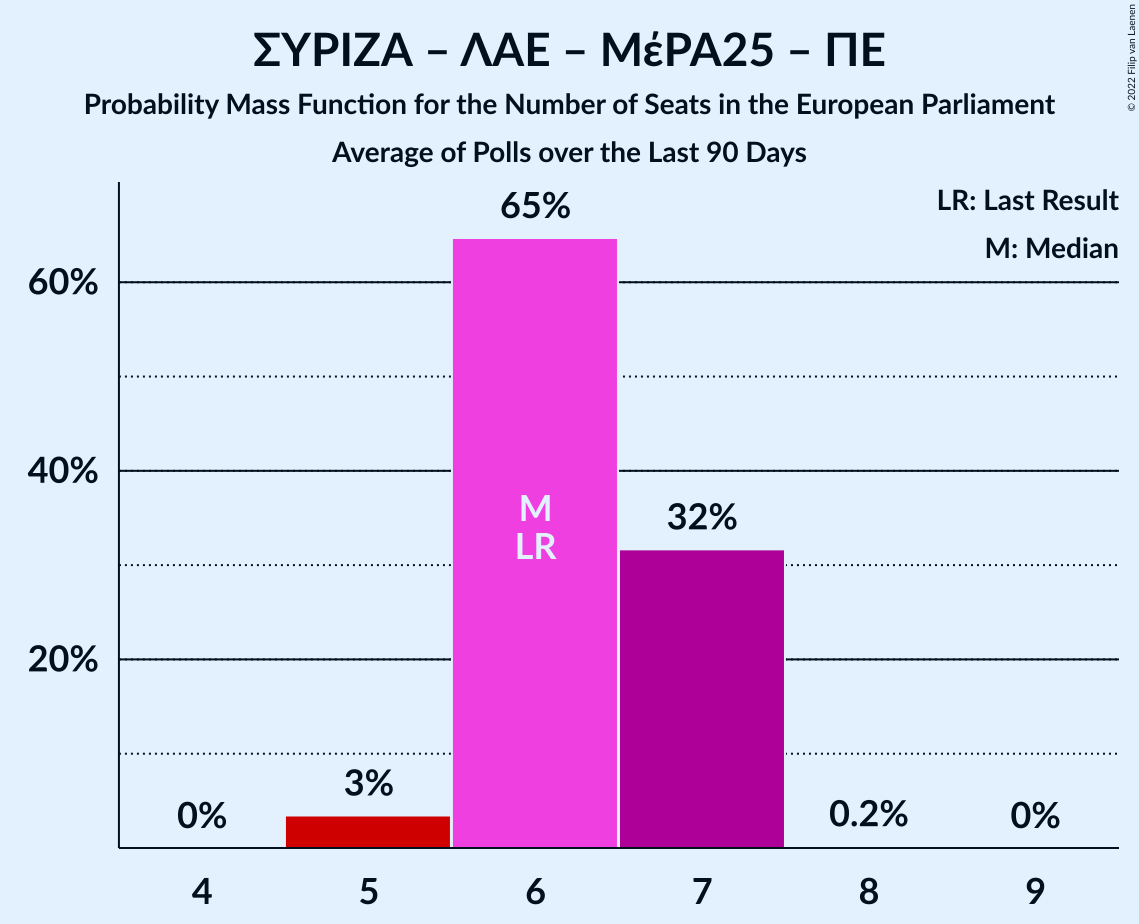 ΣΥΡΙΖΑ – ΛΑΕ – ΜέΡΑ25 – ΠΕ
Probability Mass Function for the Number of Seats in the European Parliament
Average of Polls over the Last 90 Days
© 2022 Filip van Laenen
LR: Last Result
M: Median
65%
60%
40%
M
LR
32%
20%
3%
0%
0.2%
0%
4 5 6 7 8 9